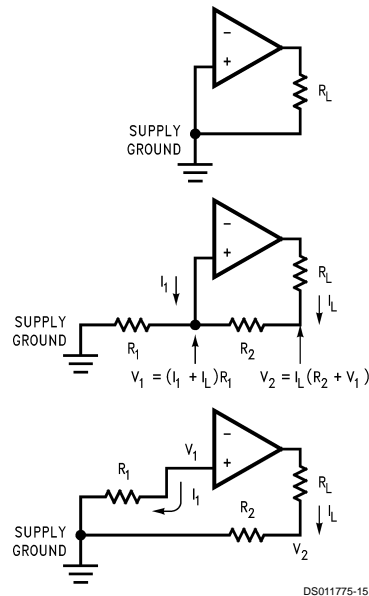 −
+
R_L
SUPPLY
GROUND
−
+
I_1
R_L
I_L
SUPPLY
GROUND
R_1
R_2
V_1 = (I_1 + I_L)R_1
V_2 = I_L(R_2 + V_1)
−
V_1
+
R_1
I_1
R_2
R_L
I_L
SUPPLY
GROUND
V_2
DS011775-15